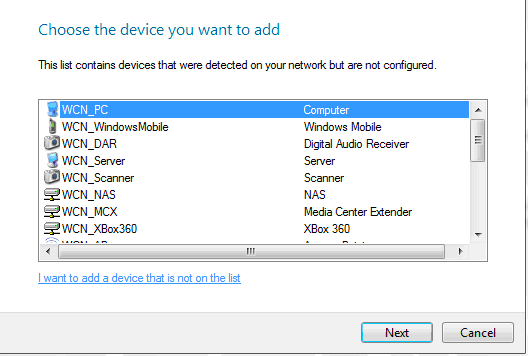 Choose the device you want to add
This list contains devices that were detected on your network but are not configured.
WCN_PC Computer
WCN_WindowsMobile Windows Mobile
WCN_DAR Digital Audio Receiver
WCN_Server Server
WCN_Scanner Scanner
WCN_NAS NAS
WCN_MCX Media Center Extender
WCN_XBox360 XBox 360
I want to add a device that is not on the list
Next Cancel